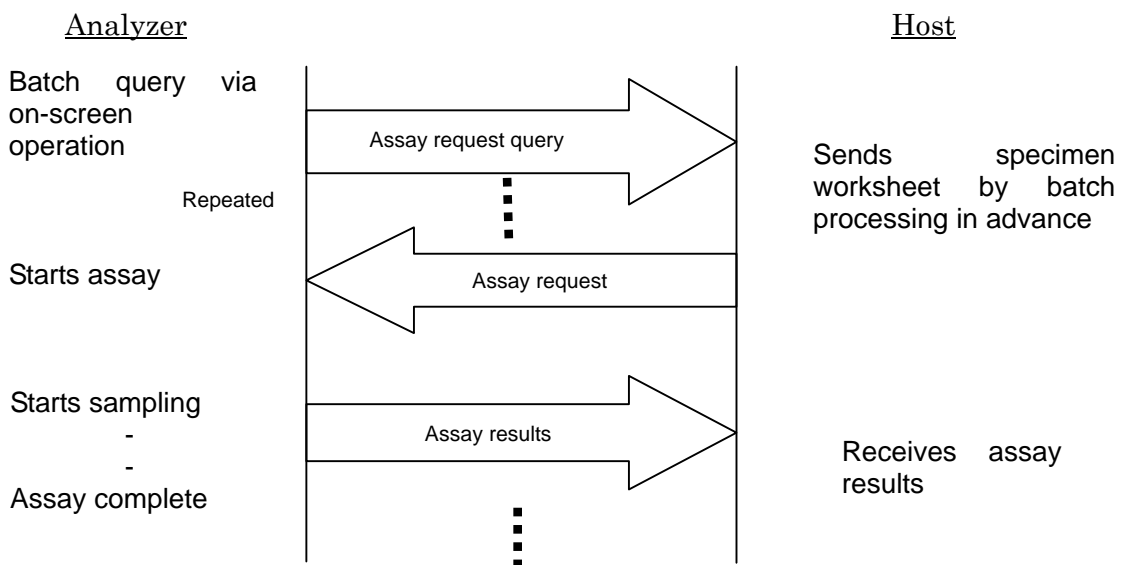 Analyzer
Host
Batch query via
on-screen
operation
Assay request query
Sends specimen
worksheet by batch
processing in advance
Repeated
Starts assay
Assay request
Starts sampling
-
-
Assay complete
Assay results
Receives assay
results